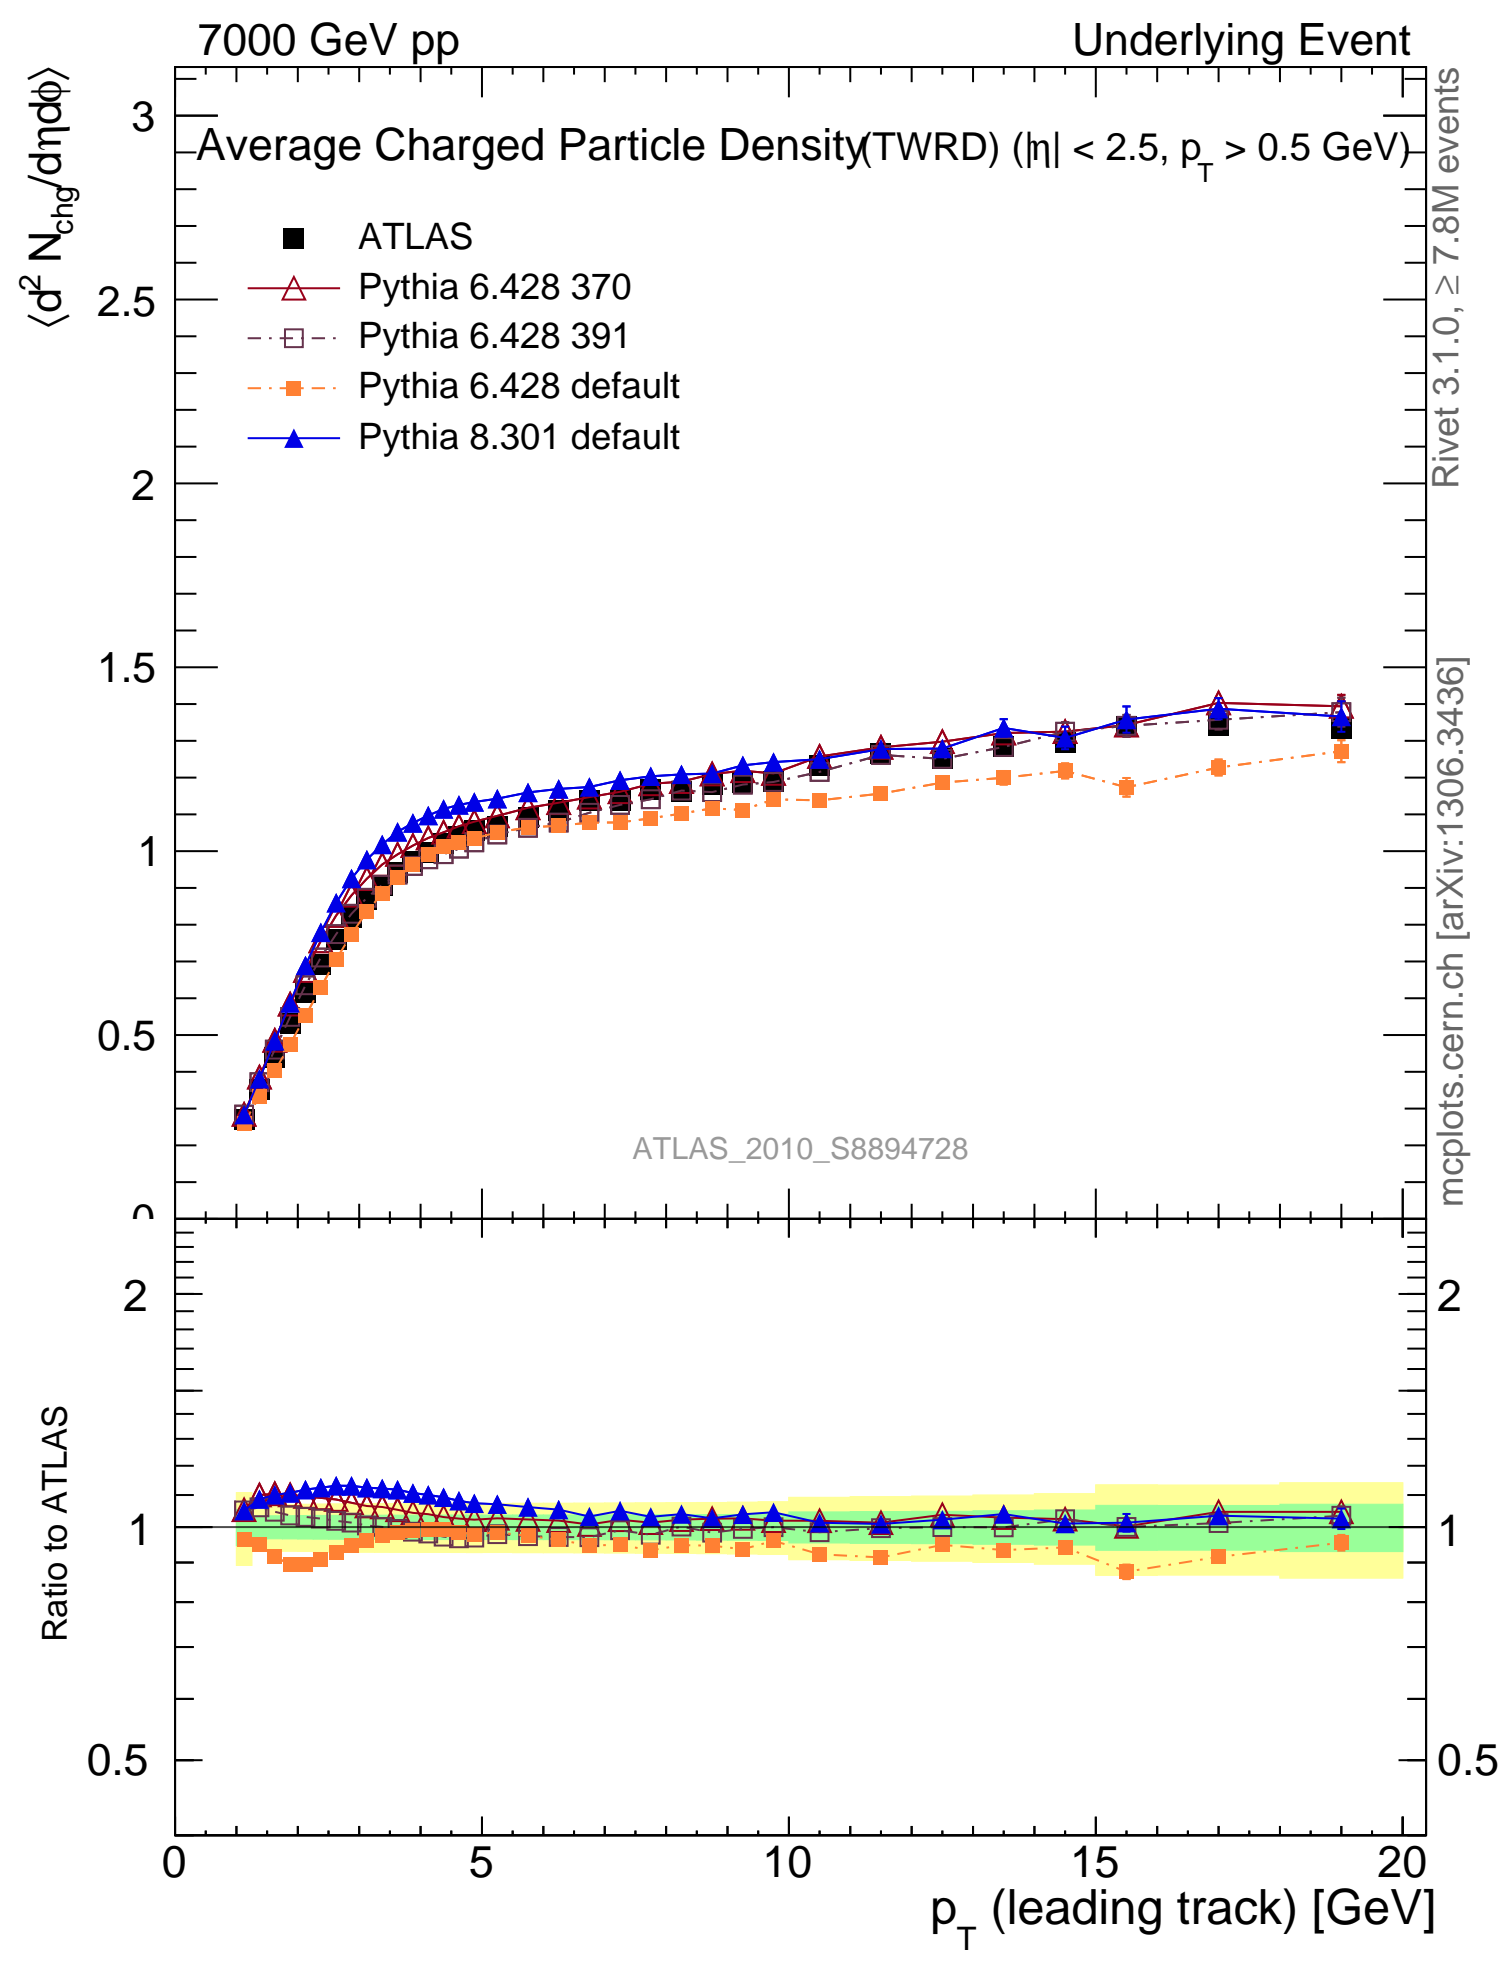 7000 GeV pp
Underlying Event
⟨d² N_chg/dηdϕ⟩
Average Charged Particle Density (TWRD) (|η| < 2.5, p_T > 0.5 GeV)
ATLAS
Pythia 6.428 370
Pythia 6.428 391
Pythia 6.428 default
Pythia 8.301 default
3
2.5
2
1.5
1
0.5
0
ATLAS_2010_S8894728
Rivet 3.1.0, ≥ 7.8M events
mcplots.cern.ch [arXiv:1306.3436]
Ratio to ATLAS
2
1
0.5
2
1
0.5
0 5 10 15 20
p_T (leading track) [GeV]